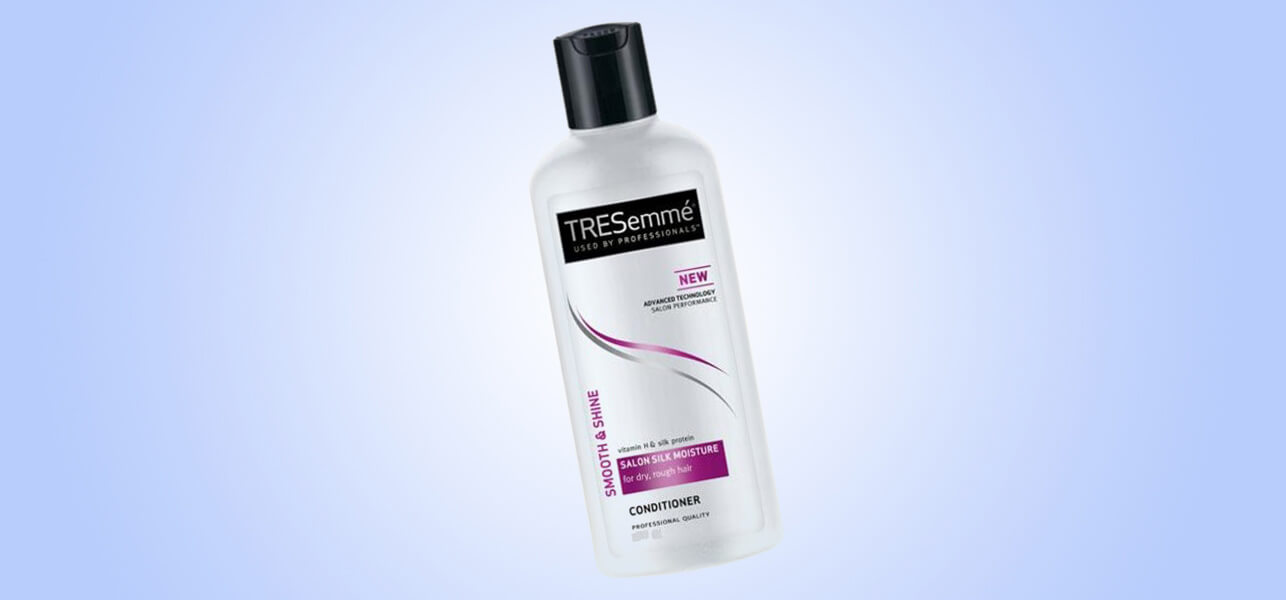 TRESemmé
USED BY PROFESSIONALS™
NEW
ADVANCED TECHNOLOGY
SALON PERFORMANCE
SMOOTH & SHINE
vitamin H & silk protein
SALON SILK MOISTURE
for dry, rough hair
CONDITIONER
PROFESSIONAL QUALITY